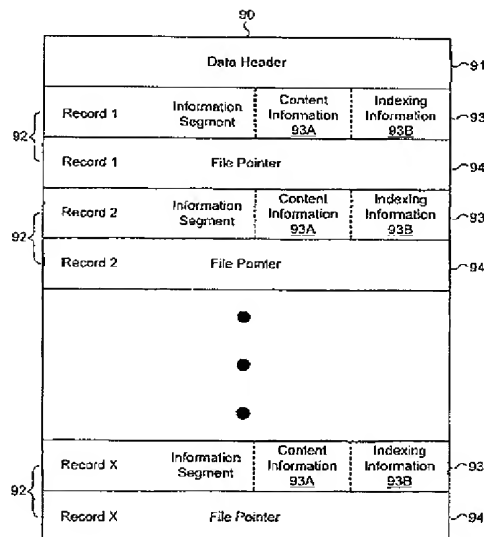 90
Data Header 91
92 Record 1 Information Segment Content Information 93A Indexing Information 93B 93
Record 1 File Pointer 94
92 Record 2 Information Segment Content Information 93A Indexing Information 93B 93
Record 2 File Pointer 94
92 Record X Information Segment Content Information 93A Indexing Information 93B 93
Record X File Pointer 94